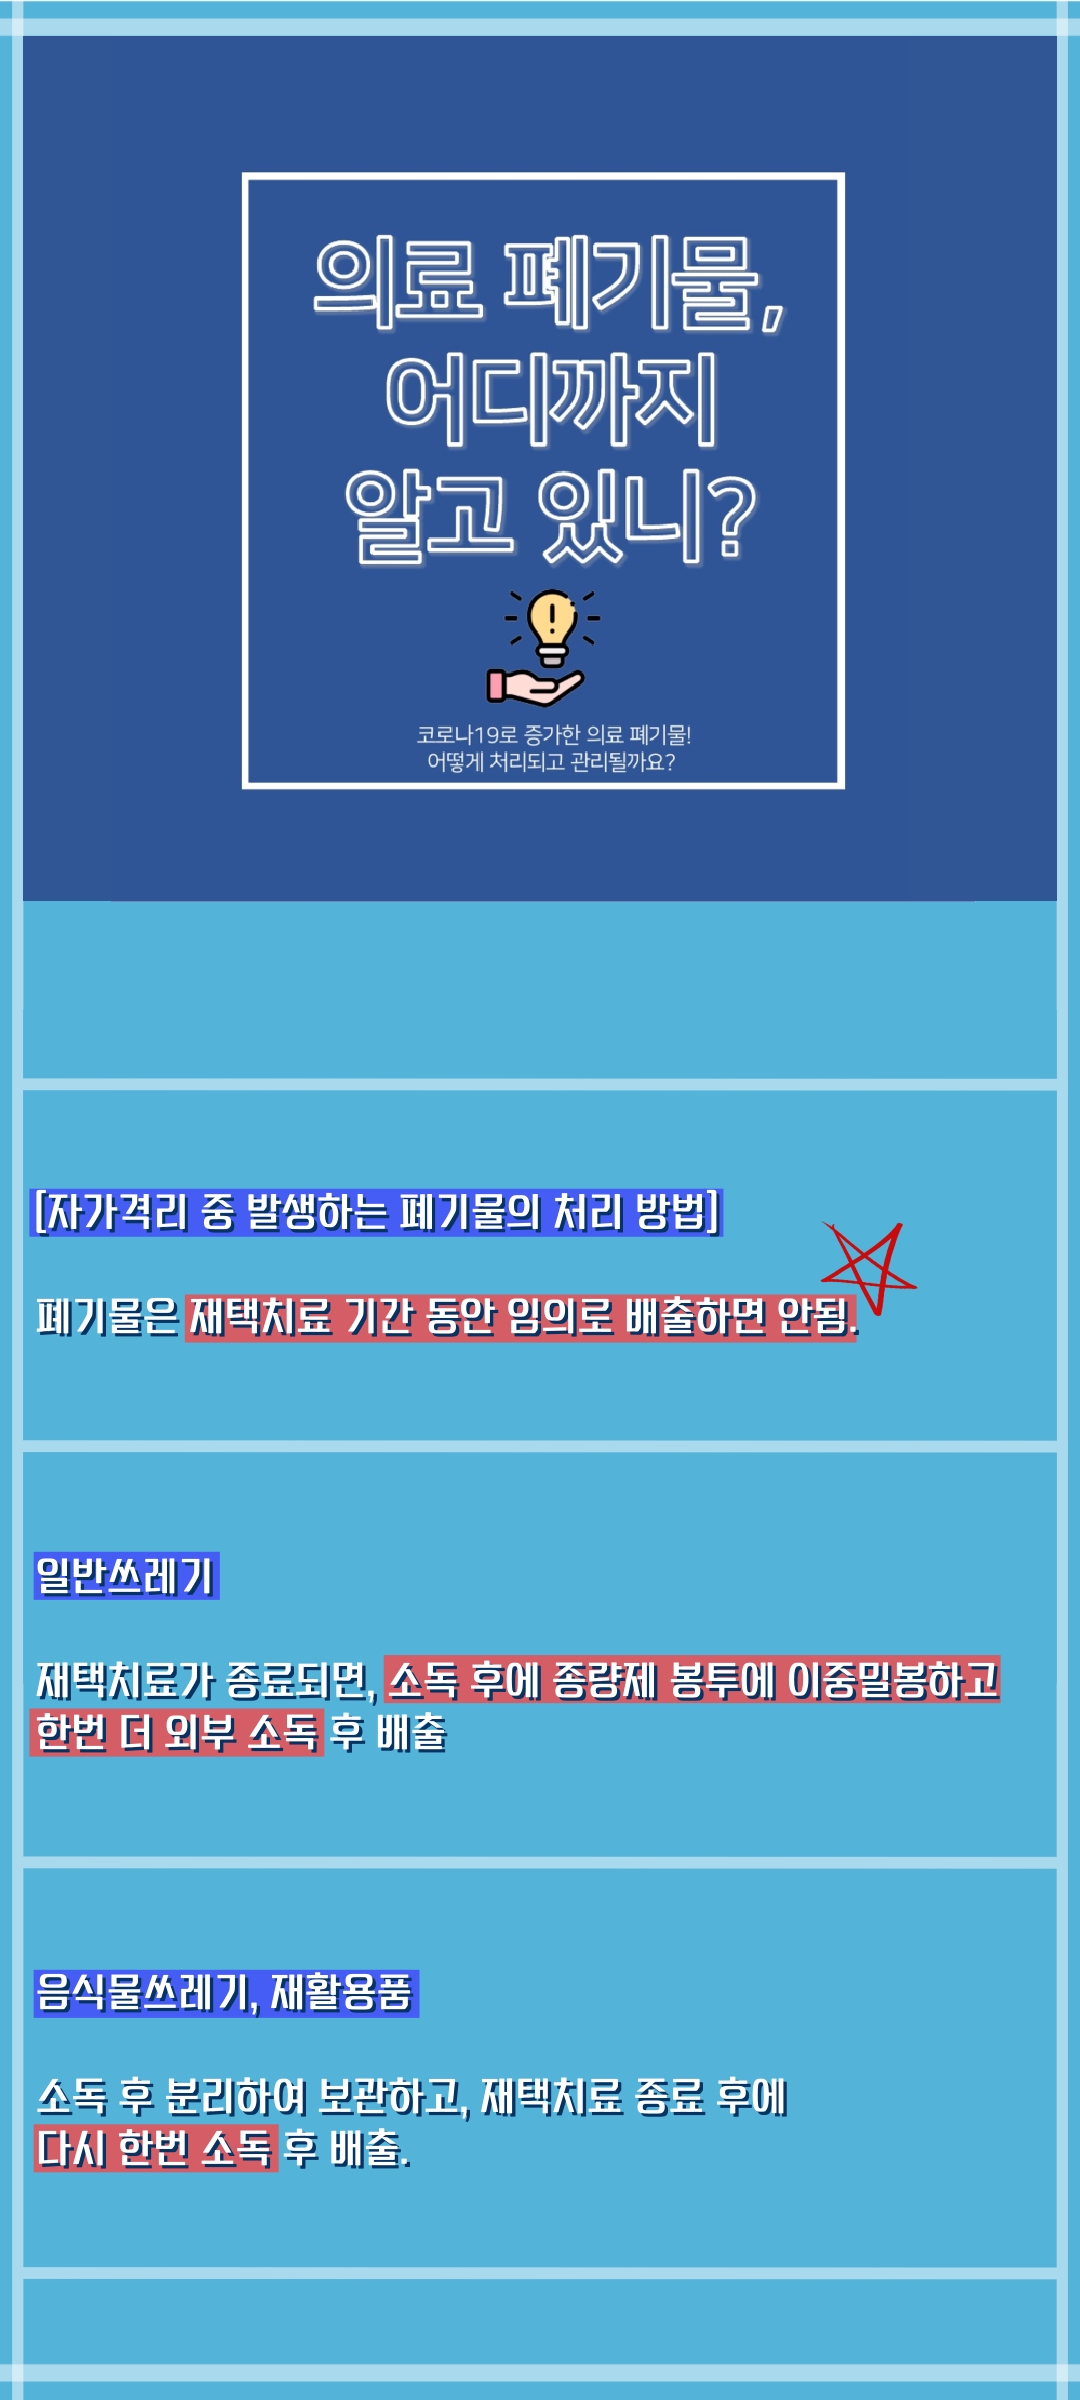 의료 폐기물,
어디까지
알고 있니?
코로나19로 증가한 의료 폐기물!
어떻게 처리되고 관리될까요?
[자가격리 중 발생하는 폐기물의 처리 방법]
폐기물은 재택치료 기간 동안 임의로 배출하면 안됨.
일반쓰레기
재택치료가 종료되면, 소독 후에 종량제 봉투에 이중밀봉하고
한번 더 외부 소독 후 배출
음식물쓰레기, 재활용품
소독 후 분리하여 보관하고, 재택치료 종료 후에
다시 한번 소독 후 배출.